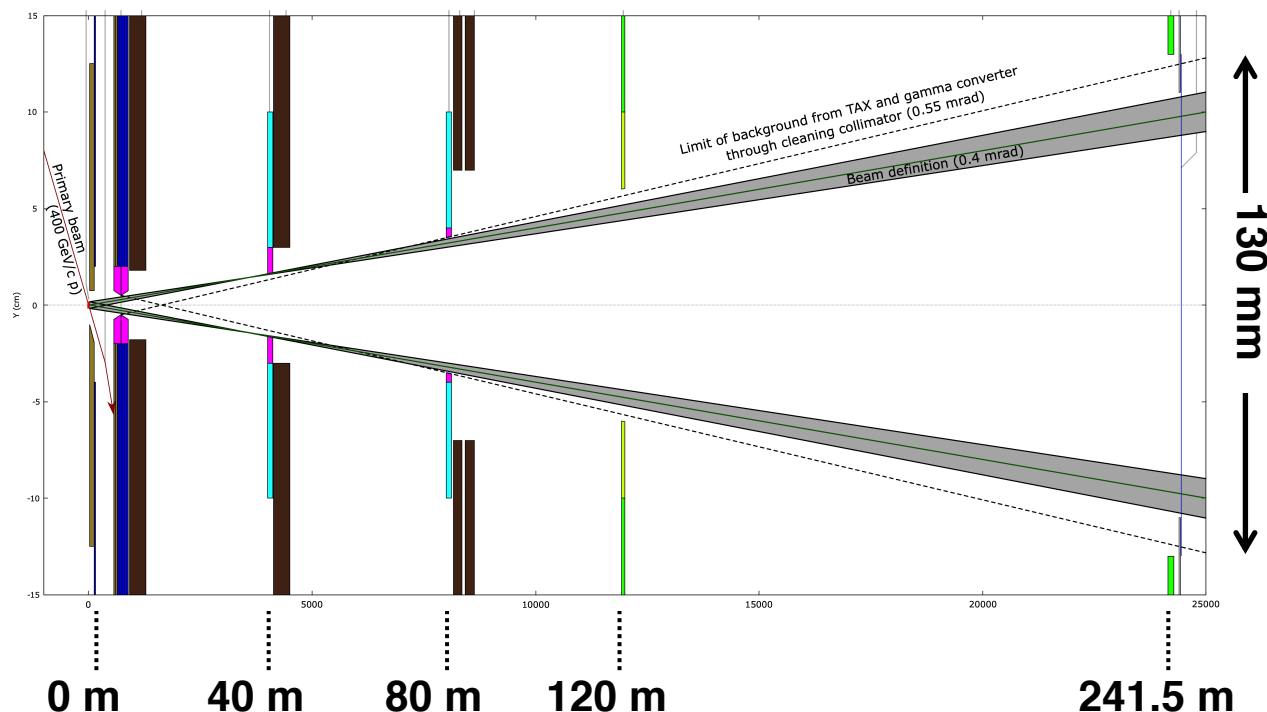 15
10
5
0
-5
-10
-15
Y (cm)
Primary beam
(400 GeV/c p)
Limit of background from TAX and gamma converter
through cleaning collimator (0.55 mrad)
Beam definition (0.4 mrad)
130 mm
0
5000
10000
15000
20000
25000
0 m
40 m
80 m
120 m
241.5 m